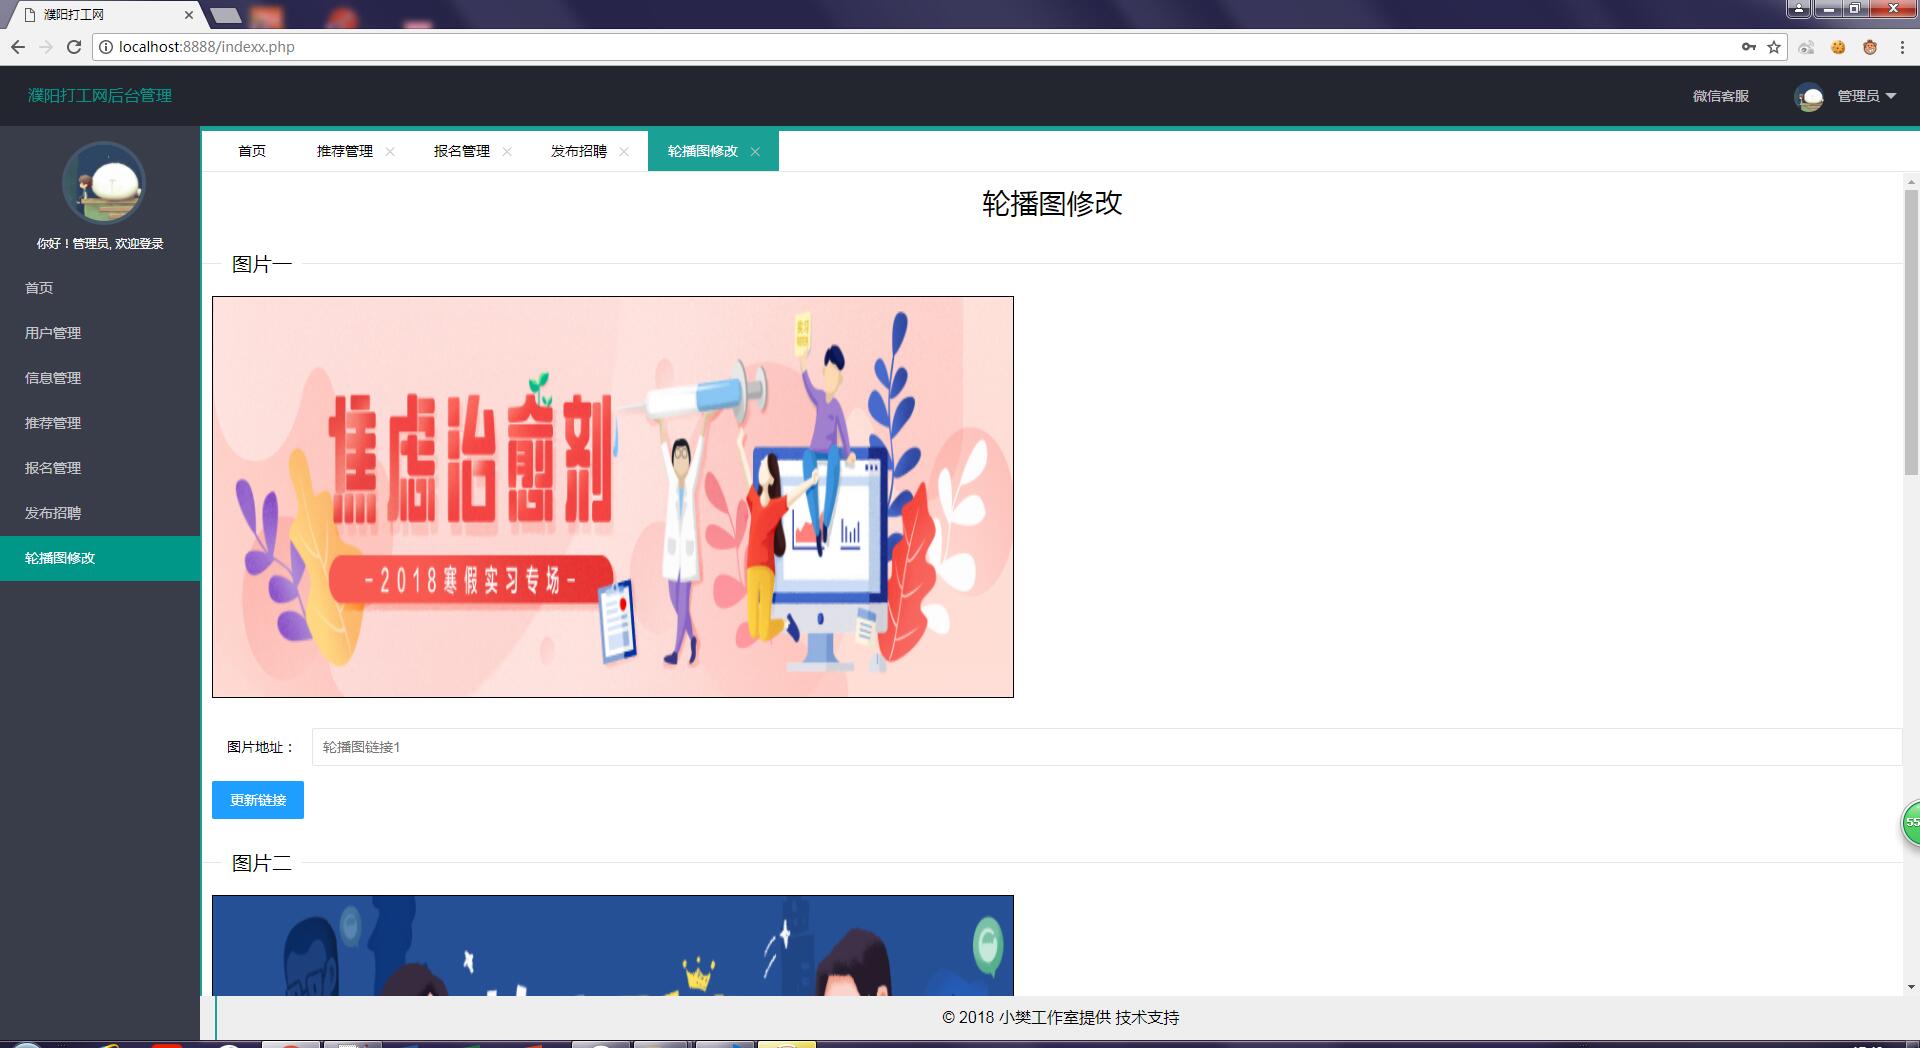 濮阳打工网
localhost:8888/indexx.php
濮阳打工网后台管理
微信客服
管理员
你好！管理员, 欢迎登录
首页
用户管理
信息管理
推荐管理
报名管理
发布招聘
轮播图修改
首页 推荐管理 报名管理 发布招聘 轮播图修改
轮播图修改
图片一
实习
焦虑治愈剂
-2018寒假实习专场-
图片地址：
轮播图链接1
更新链接
图片二
55
© 2018 小樊工作室提供 技术支持